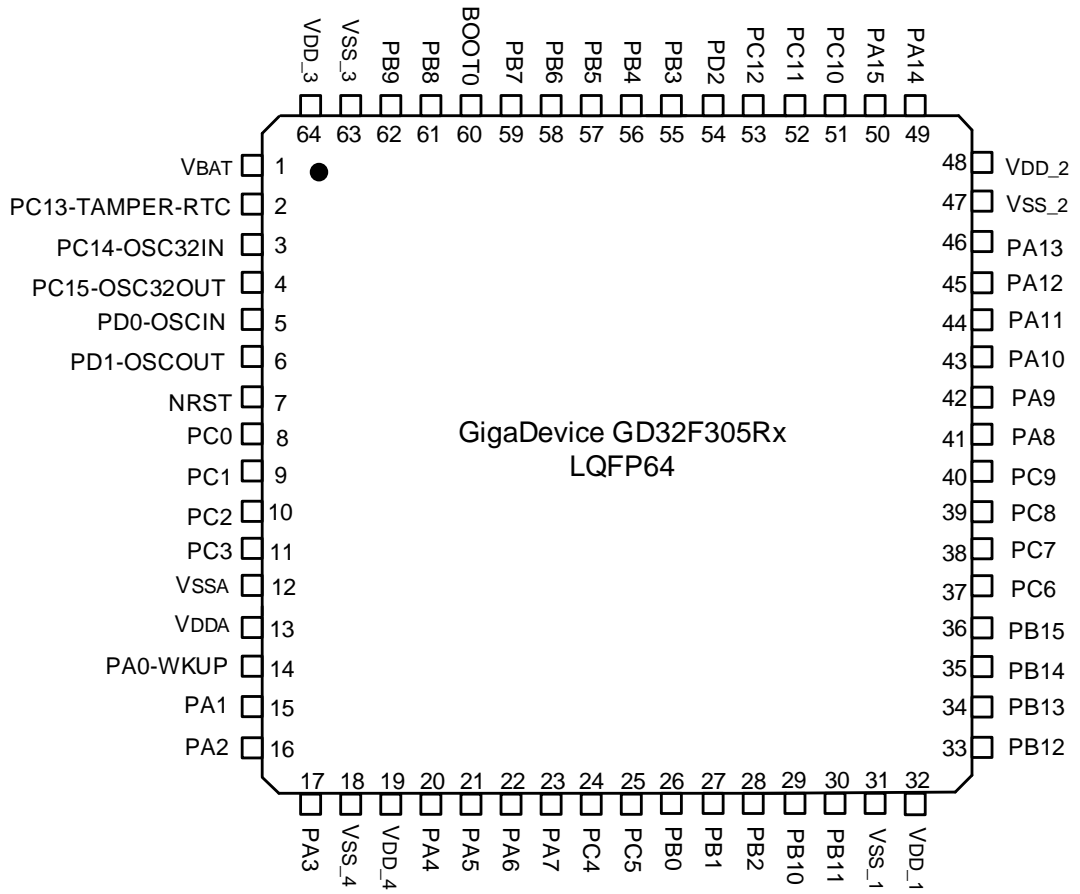 VDD_3
VSS_3
PB9
PB8
BOOT0
PB7
PB6
PB5
PB4
PB3
PD2
PC12
PC11
PC10
PA15
PA14
64 63 62 61 60 59 58 57 56 55 54 53 52 51 50 49
VBAT 1
PC13-TAMPER-RTC 2
PC14-OSC32IN 3
PC15-OSC32OUT 4
PD0-OSCIN 5
PD1-OSCOUT 6
NRST 7
PC0 8
PC1 9
PC2 10
PC3 11
VSSA 12
VDDA 13
PA0-WKUP 14
PA1 15
PA2 16
GigaDevice GD32F305Rx
LQFP64
48 VDD_2
47 VSS_2
46 PA13
45 PA12
44 PA11
43 PA10
42 PA9
41 PA8
40 PC9
39 PC8
38 PC7
37 PC6
36 PB15
35 PB14
34 PB13
33 PB12
17 18 19 20 21 22 23 24 25 26 27 28 29 30 31 32
PA3
VSS_4
VDD_4
PA4
PA5
PA6
PA7
PC4
PC5
PB0
PB1
PB2
PB10
PB11
VSS_1
VDD_1